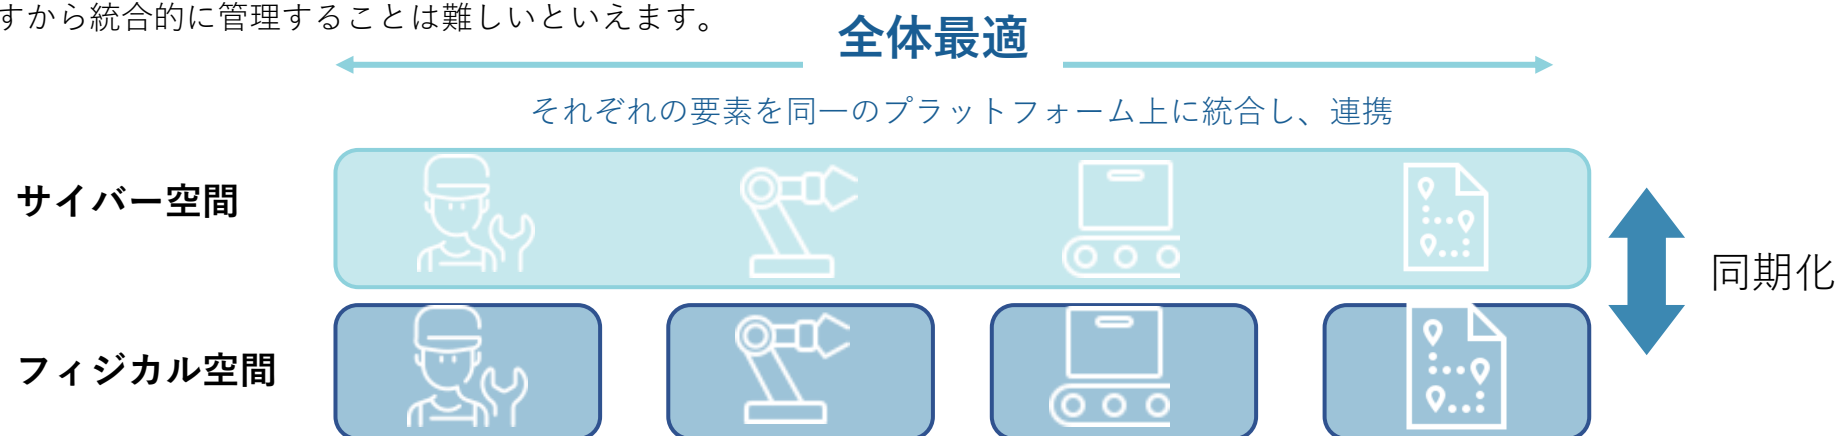 すから統合的に管理することは難しいといえます。
全体最適
それぞれの要素を同一のプラットフォーム上に統合し、連携
サイバー空間
同期化
フィジカル空間